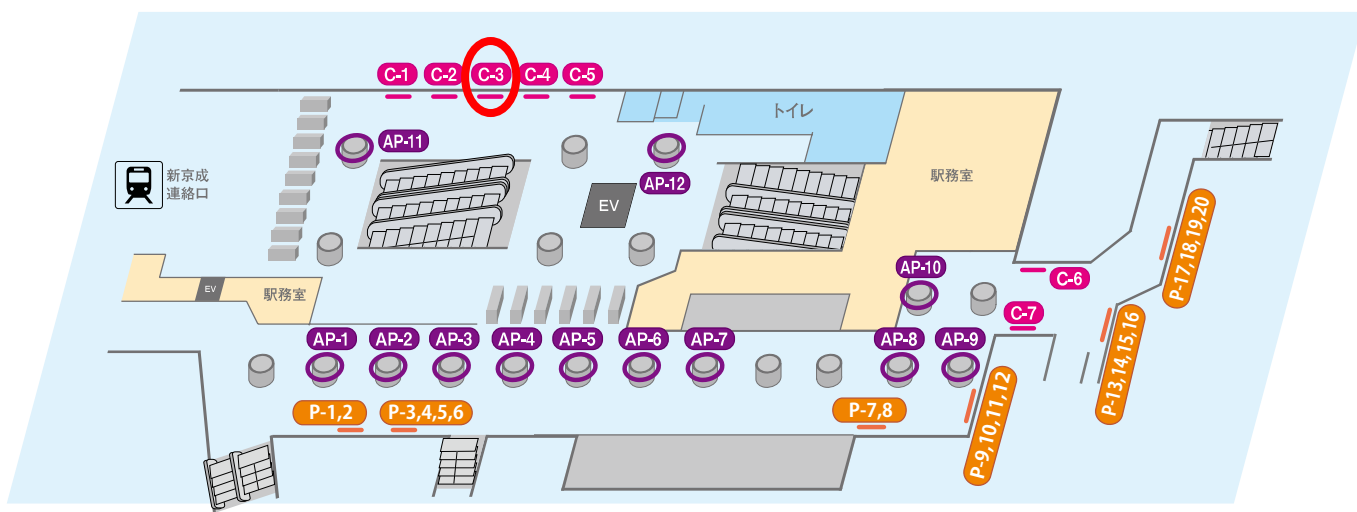 C-1 C-2 C-3 C-4 C-5
トイレ
AP-11
AP-12
新京成
連絡口
駅務室
EV
P-17,18,19,20
AP-10
C-6
EV
駅務室
C-7
P-13,14,15,16
AP-1 AP-2 AP-3 AP-4 AP-5 AP-6 AP-7 AP-8 AP-9
P-1,2 P-3,4,5,6 P-7,8
P-9,10,11,12